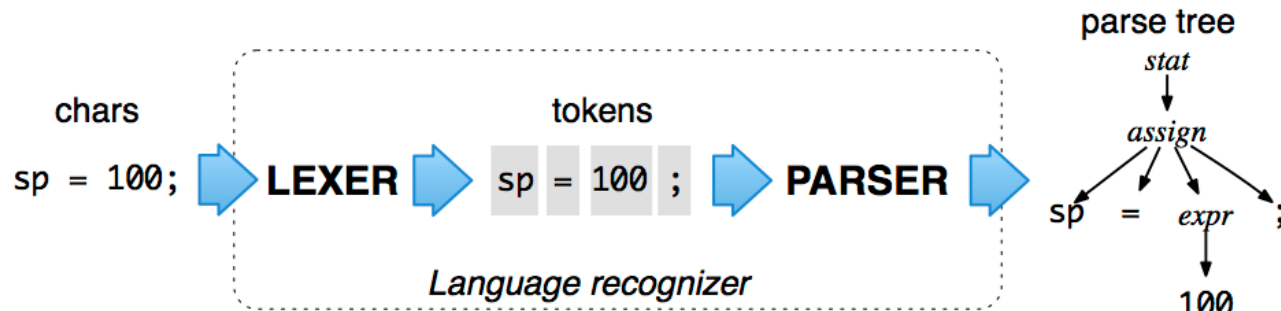 parse tree
stat
chars
tokens
assign
sp = 100;
LEXER
sp = 100 ;
PARSER
sp = expr ;
Language recognizer
100